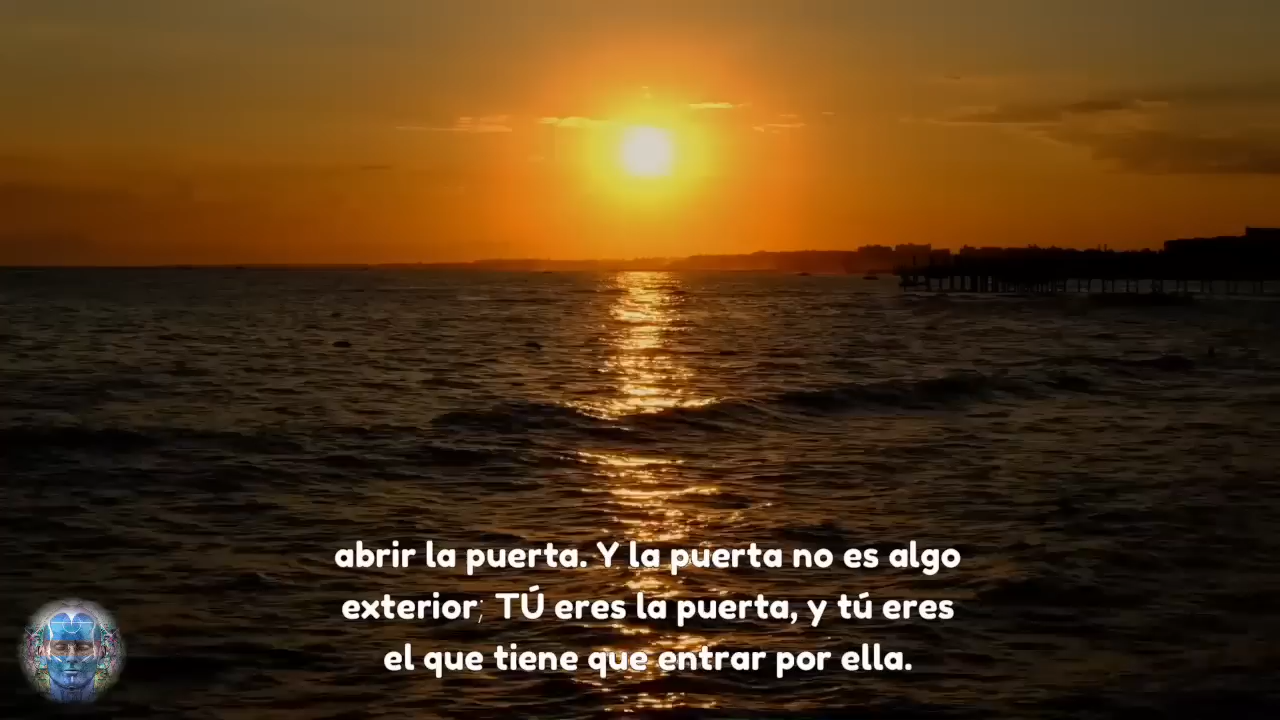 abrir la puerta. Y la puerta no es algo
exterior; TÚ eres la puerta, y tú eres
el que tiene que entrar por ella.